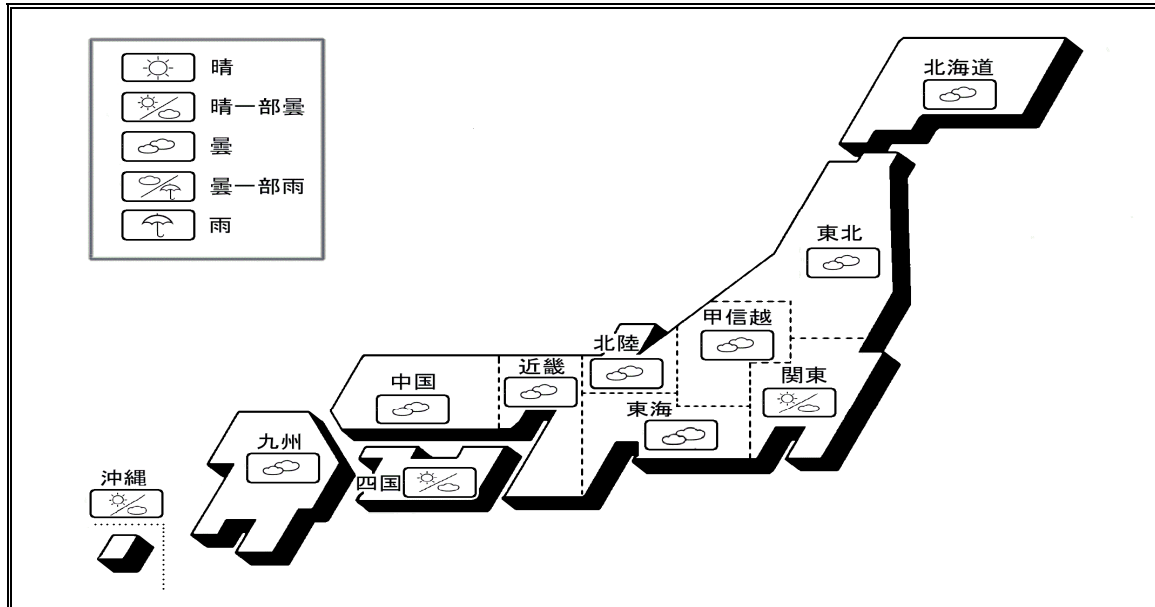 晴
晴一部曇
曇
曇一部雨
雨
北海道
東北
甲信越
北陸
関東
近畿
中国
東海
九州
四国
沖縄